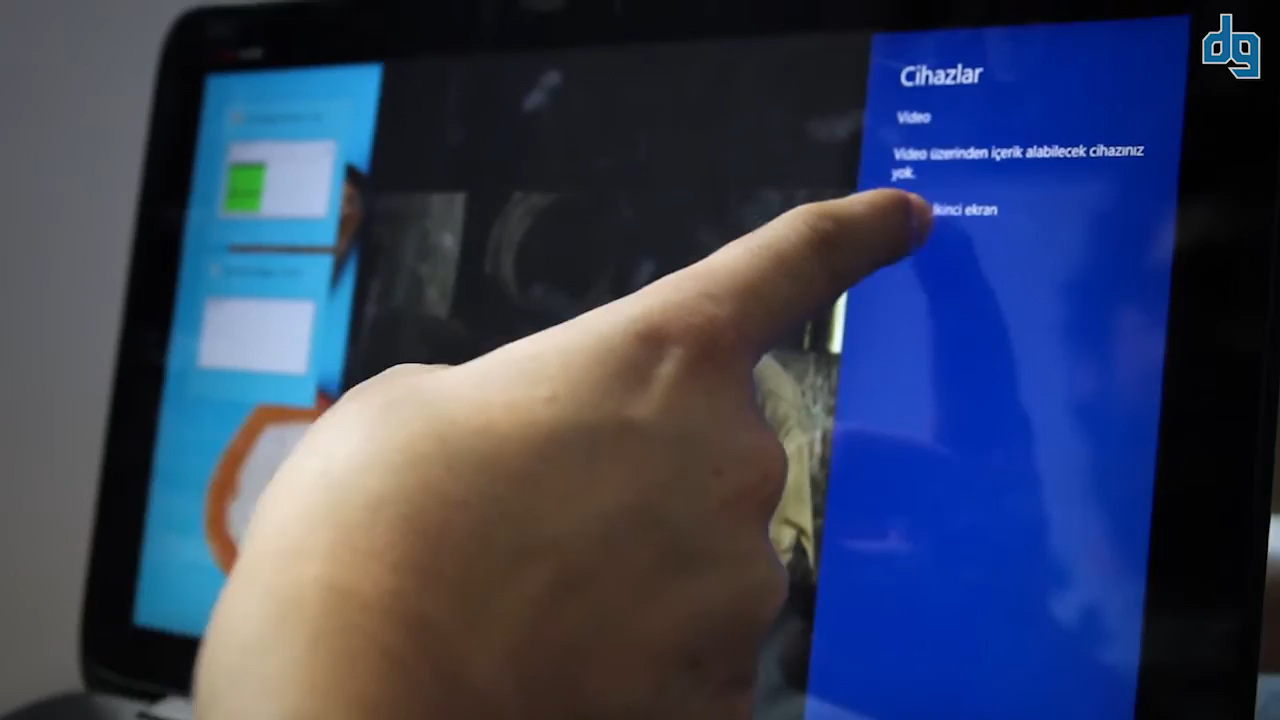 dg
Cihazlar
Video
Video üzerinden içerik alabilecek cihazınız
yok.
İkinci ekran